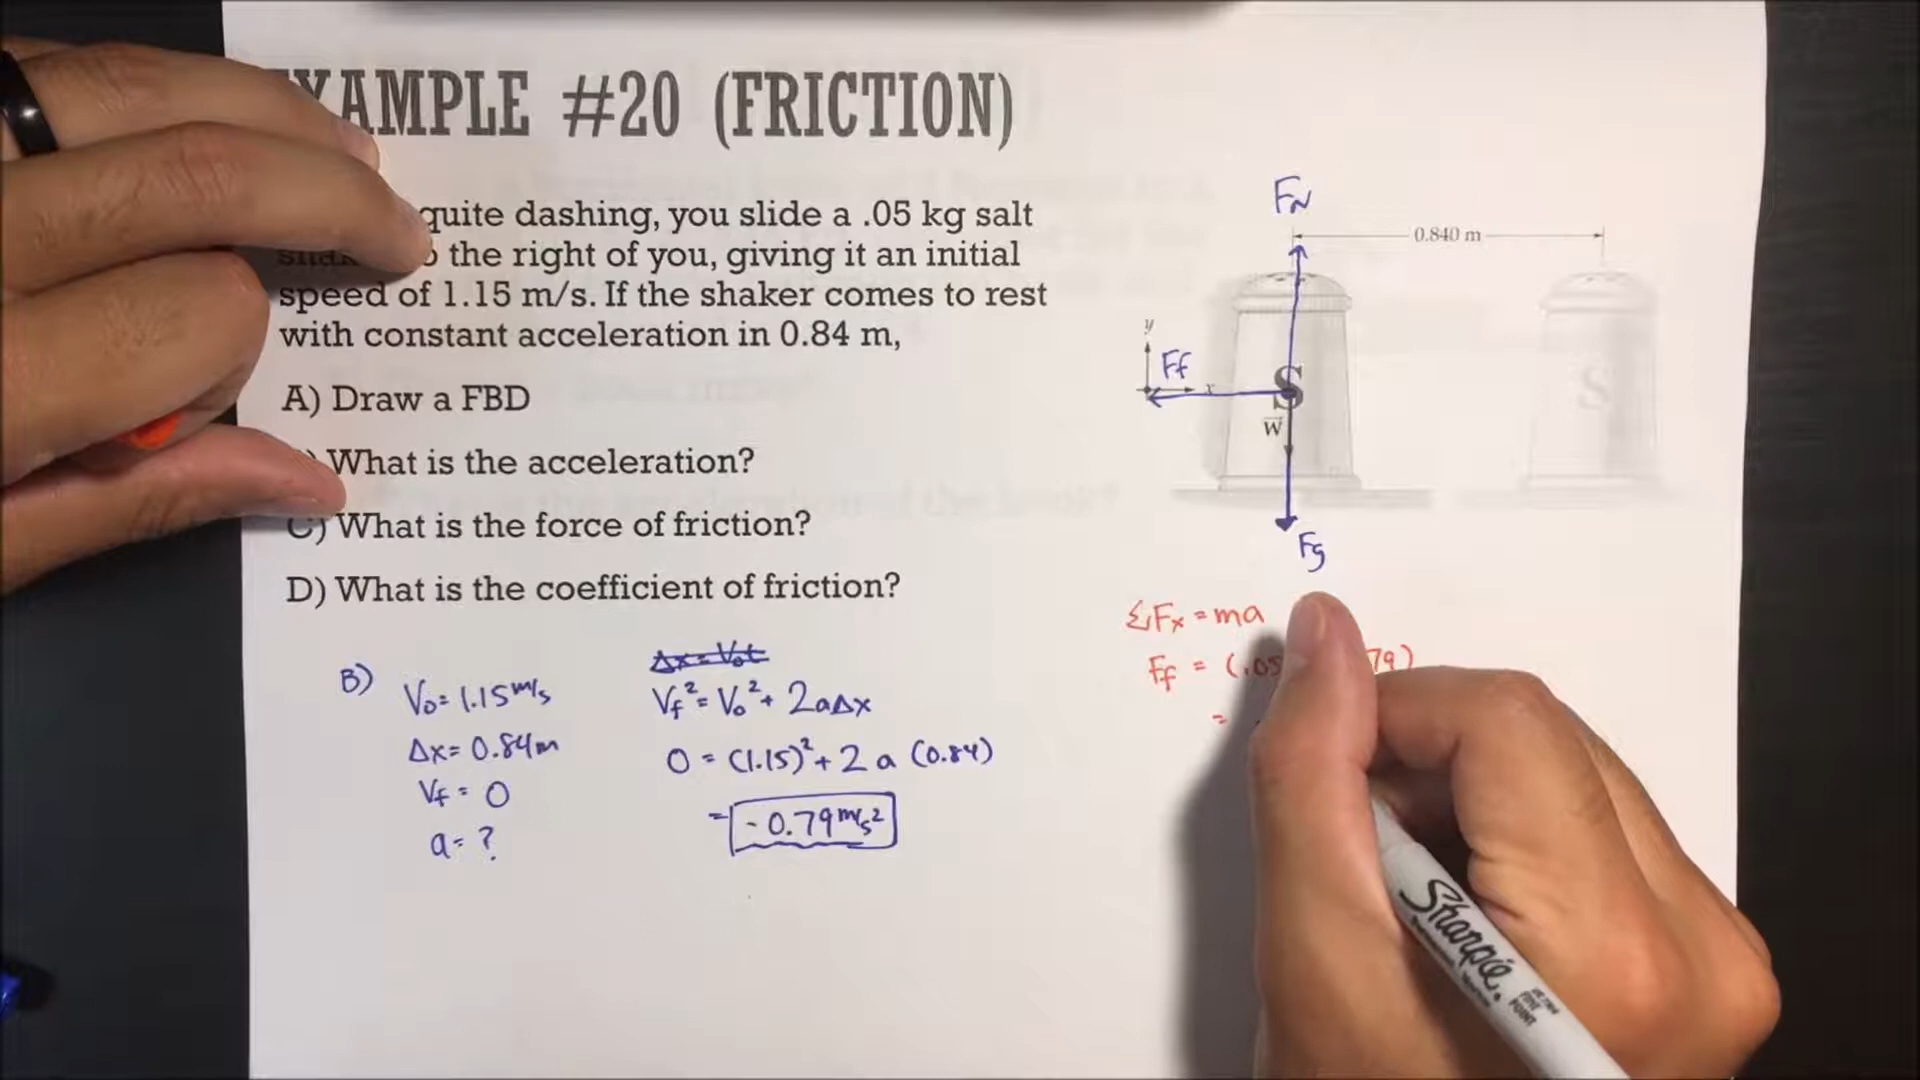 EXAMPLE #20 (FRICTION)
quite dashing, you slide a .05 kg salt
the right of you, giving it an initial
speed of 1.15 m/s. If the shaker comes to rest
with constant acceleration in 0.84 m,
A) Draw a FBD
What is the acceleration?
C) What is the force of friction?
D) What is the coefficient of friction?
FN
0.840 m
y
Ff
x
S
S
W
Fg
ΣFx = ma
Ff = (.05 79)
=
B)
V0 = 1.15 m/s
Δx = 0.84m
Vf = 0
a = ?
Δx = V0t
Vf² = V0² + 2aΔx
0 = (1.15)² + 2 a (0.84)
= -0.79 m/s²
Sharpie.